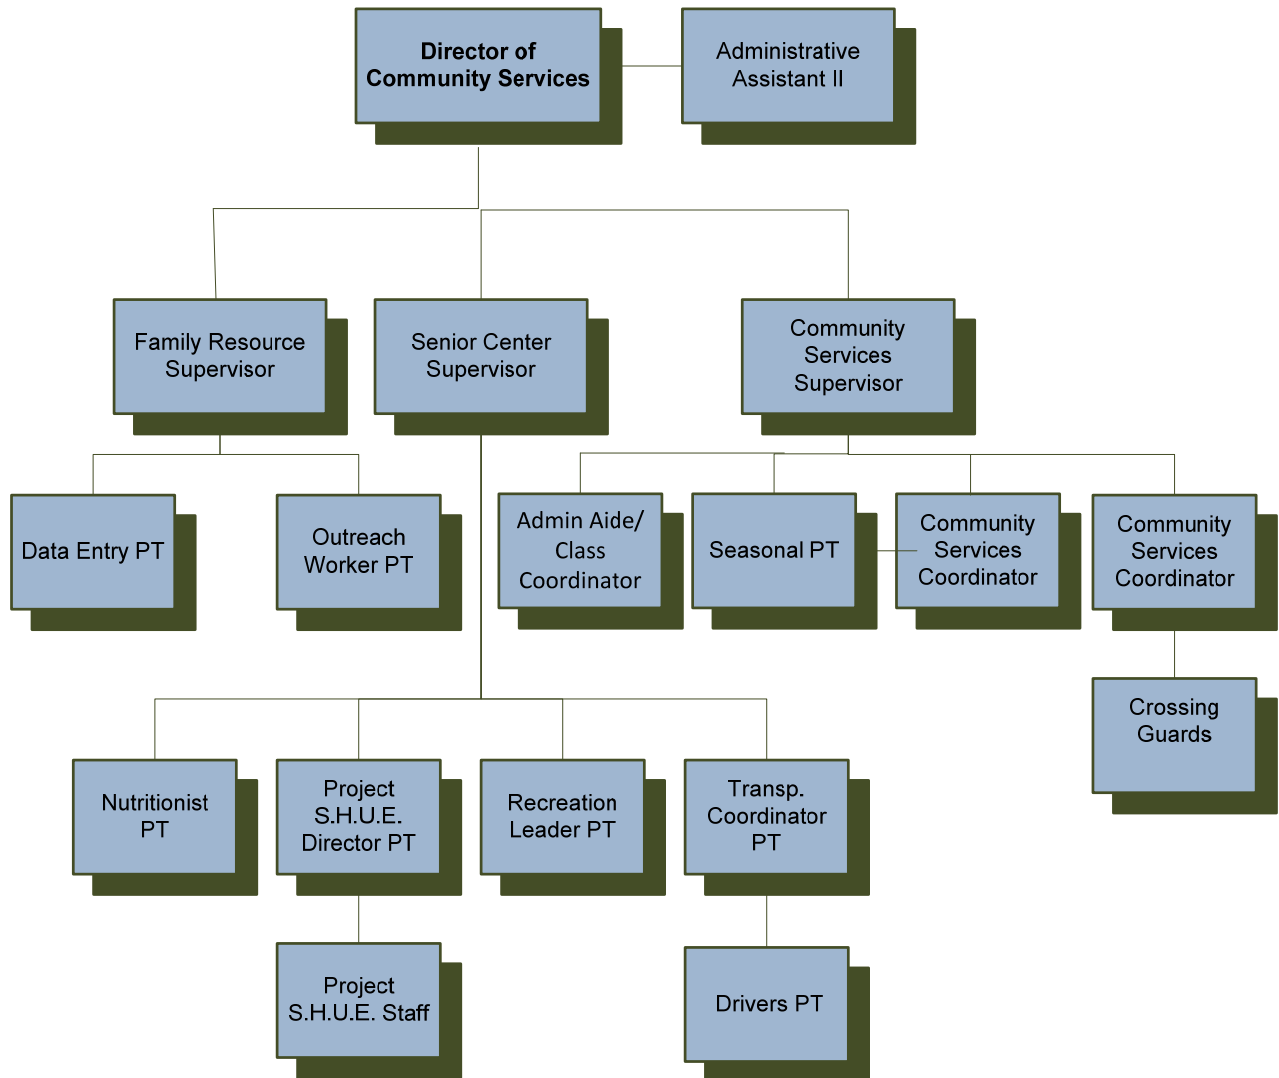 Director of
Community Services
Administrative
Assistant II
Family Resource
Supervisor
Senior Center
Supervisor
Community
Services
Supervisor
Data Entry PT
Outreach
Worker PT
Admin Aide/
Class
Coordinator
Seasonal PT
Community
Services
Coordinator
Community
Services
Coordinator
Crossing
Guards
Nutritionist
PT
Project
S.H.U.E.
Director PT
Recreation
Leader PT
Transp.
Coordinator
PT
Project
S.H.U.E. Staff
Drivers PT